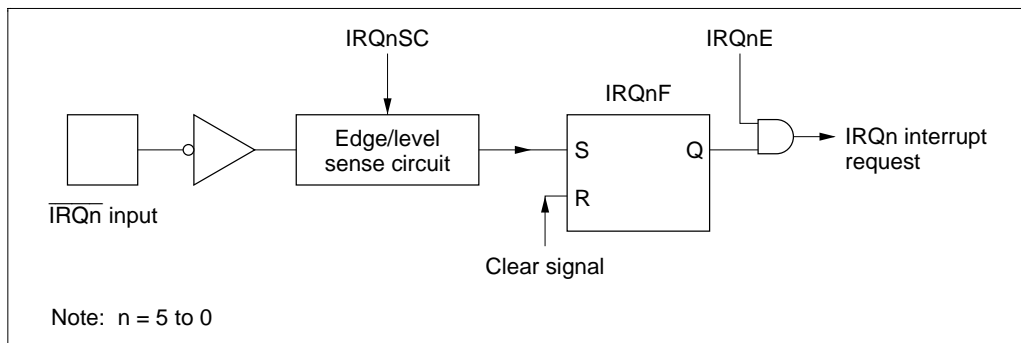 IRQnSC
IRQnE
IRQnF
Edge/level
sense circuit
S
Q
R
IRQn interrupt
request
IRQn input
Clear signal
Note: n = 5 to 0